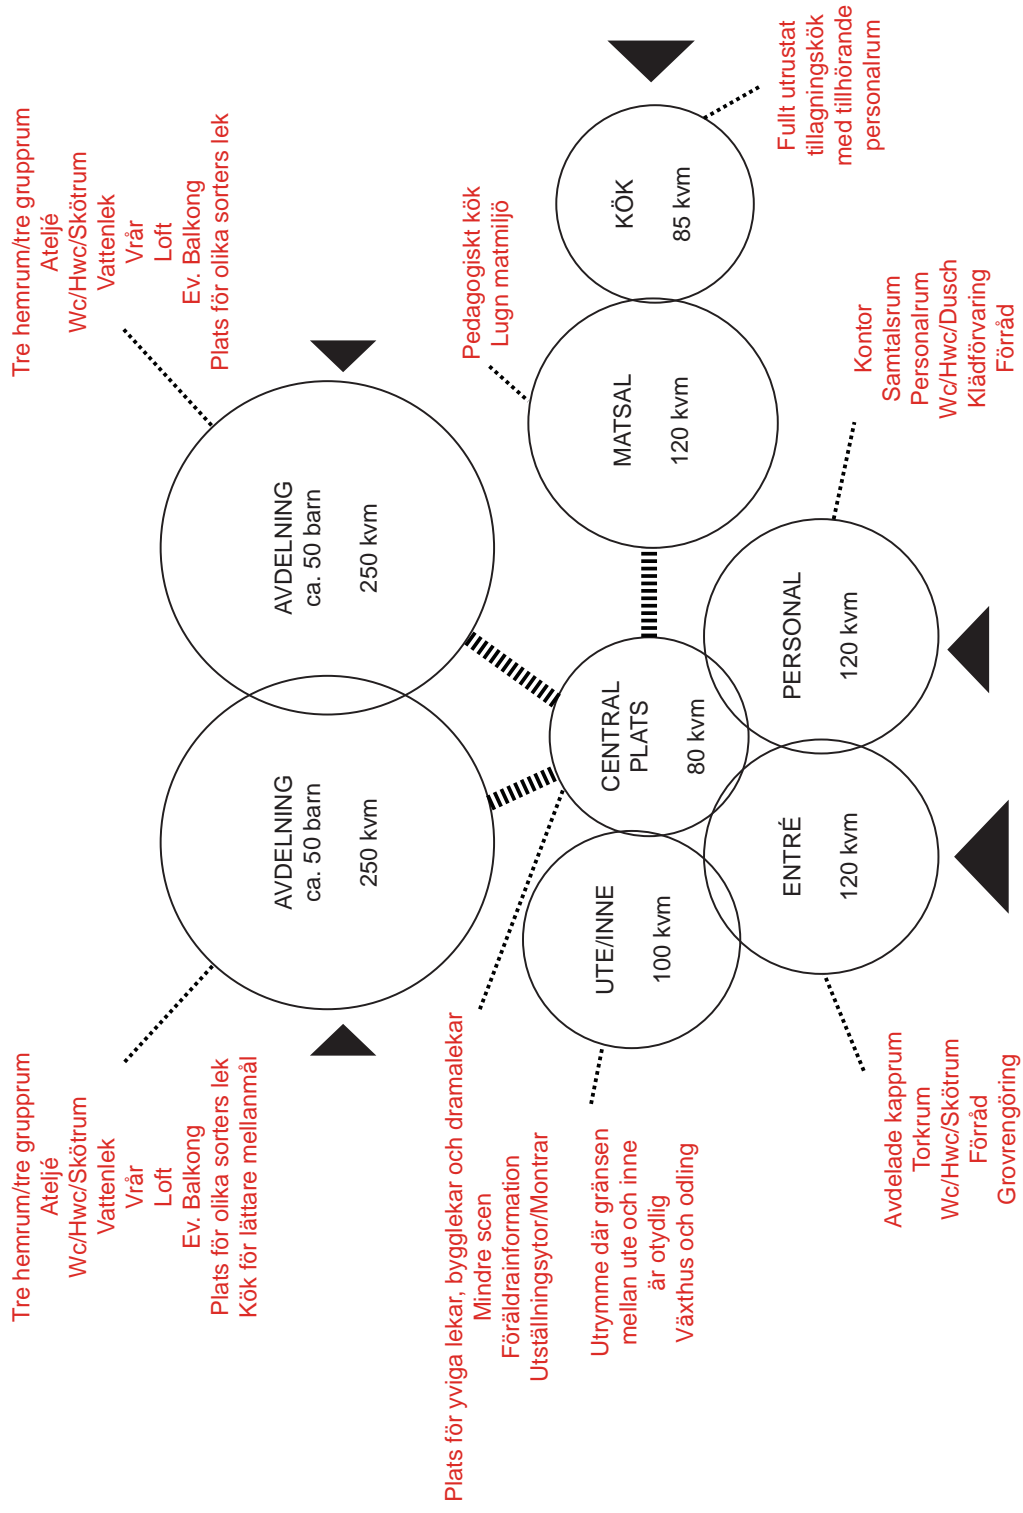 Tre hemrum/tre grupprum
Ateljé
Wc/Hwc/Skötrum
Vattenlek
Vrår
Loft
Ev. Balkong
Plats för olika sorters lek
Kök för lättare mellanmål
Tre hemrum/tre grupprum
Ateljé
Wc/Hwc/Skötrum
Vattenlek
Vrår
Loft
Ev. Balkong
Plats för olika sorters lek
AVDELNING
ca. 50 barn
250 kvm
AVDELNING
ca. 50 barn
250 kvm
Plats för yviga lekar, bygglekar och dramalekar
Mindre scen
Föräldrainformation
Utställningsytor/Montrar
Pedagogiskt kök
Lugn matmiljö
Utrymme där gränsen
mellan ute och inne
är otydlig
Växthus och odling
UTE/INNE
100 kvm
CENTRAL
PLATS
80 kvm
MATSAL
120 kvm
KÖK
85 kvm
Fullt utrustat
tillagningskök
med tillhörande
personalrum
ENTRÉ
120 kvm
PERSONAL
120 kvm
Kontor
Samtalsrum
Personalrum
Wc/Hwc/Dusch
Klädförvaring
Förråd
Avdelade kapprum
Torkrum
Wc/Hwc/Skötrum
Förråd
Grovrengöring